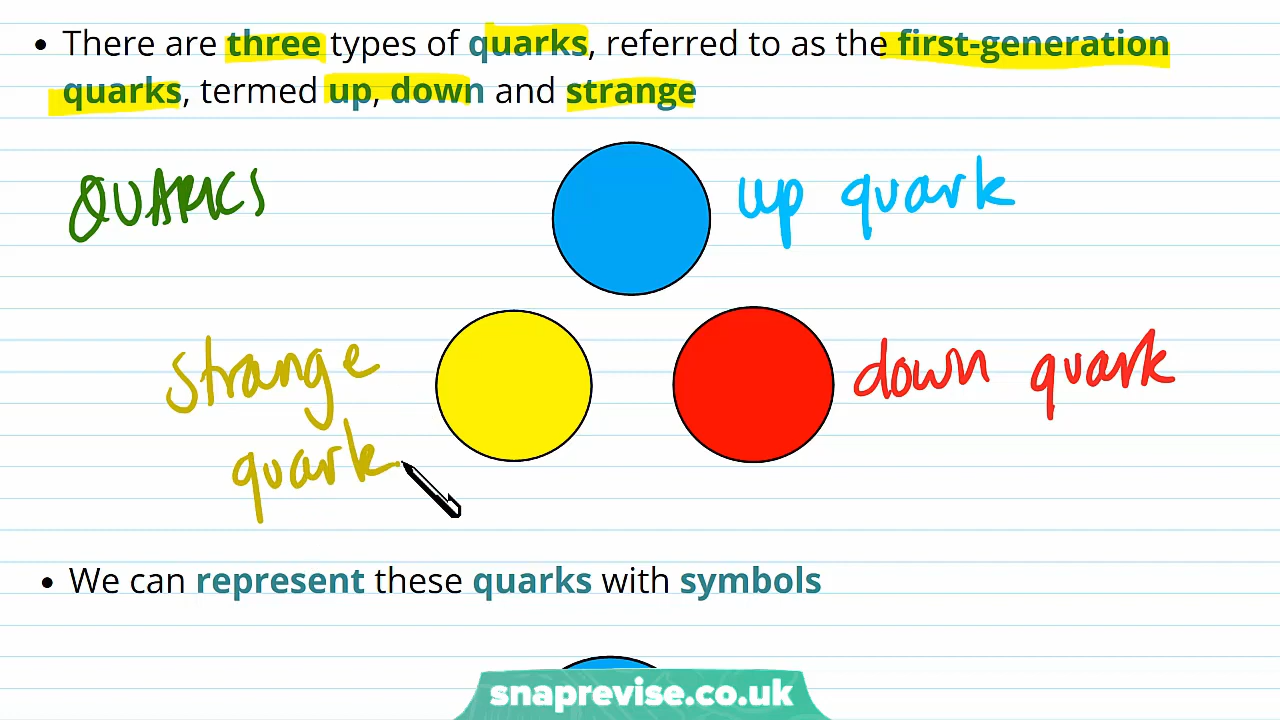 • There are three types of quarks, referred to as the first-generation
quarks, termed up, down and strange
QUARKS
up quark
strange
quark
down quark
• We can represent these quarks with symbols
snaprevise.co.uk